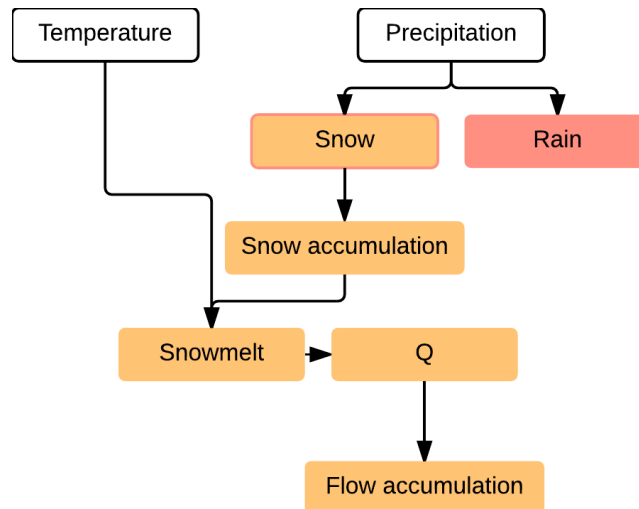 Temperature
Precipitation
Snow
Rain
Snow accumulation
Snowmelt
Q
Flow accumulation